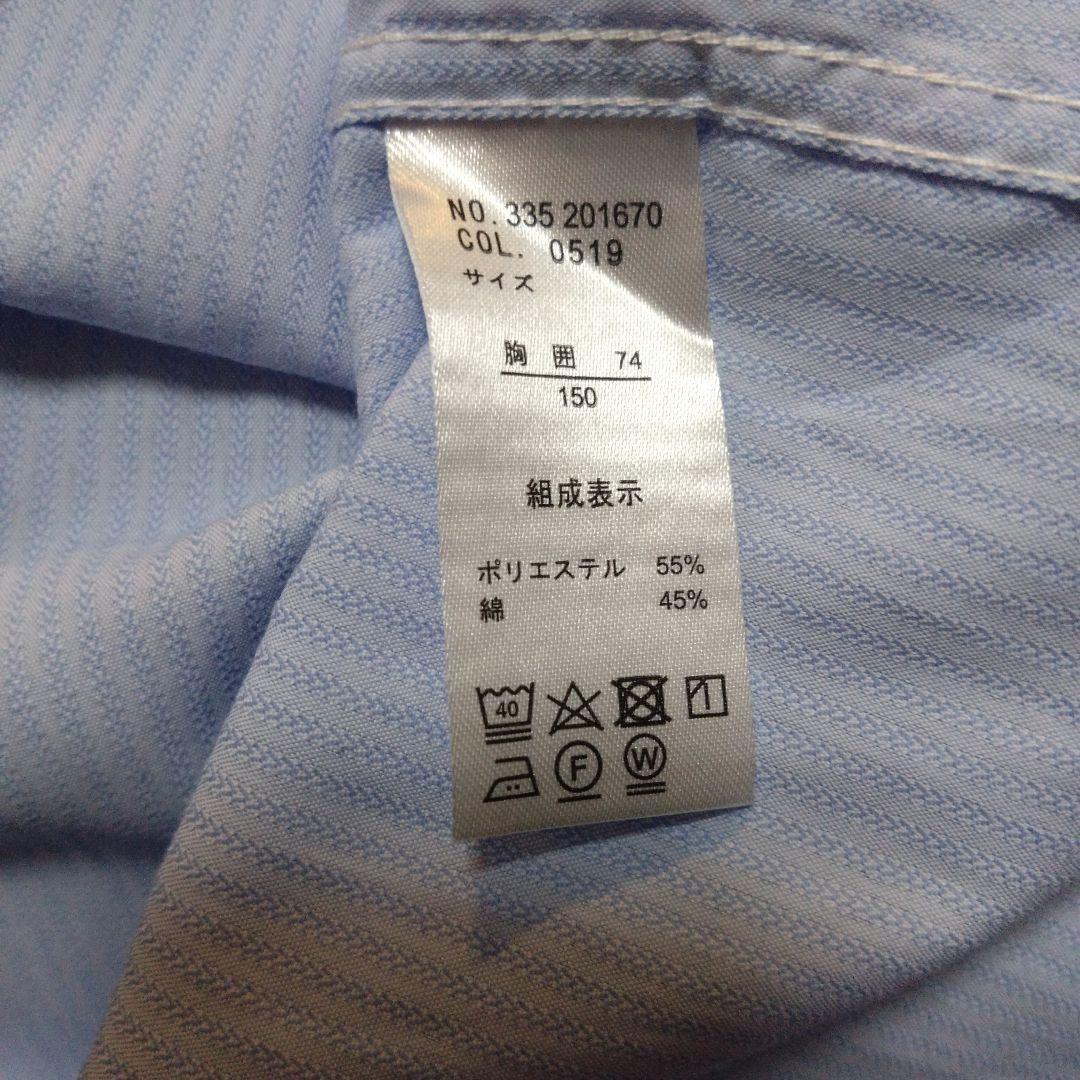 NO. 335 201670
COL. 0519
サイズ
胸 囲 74
150
組成表示
ポリエステル 55%
綿 45%
40
F W